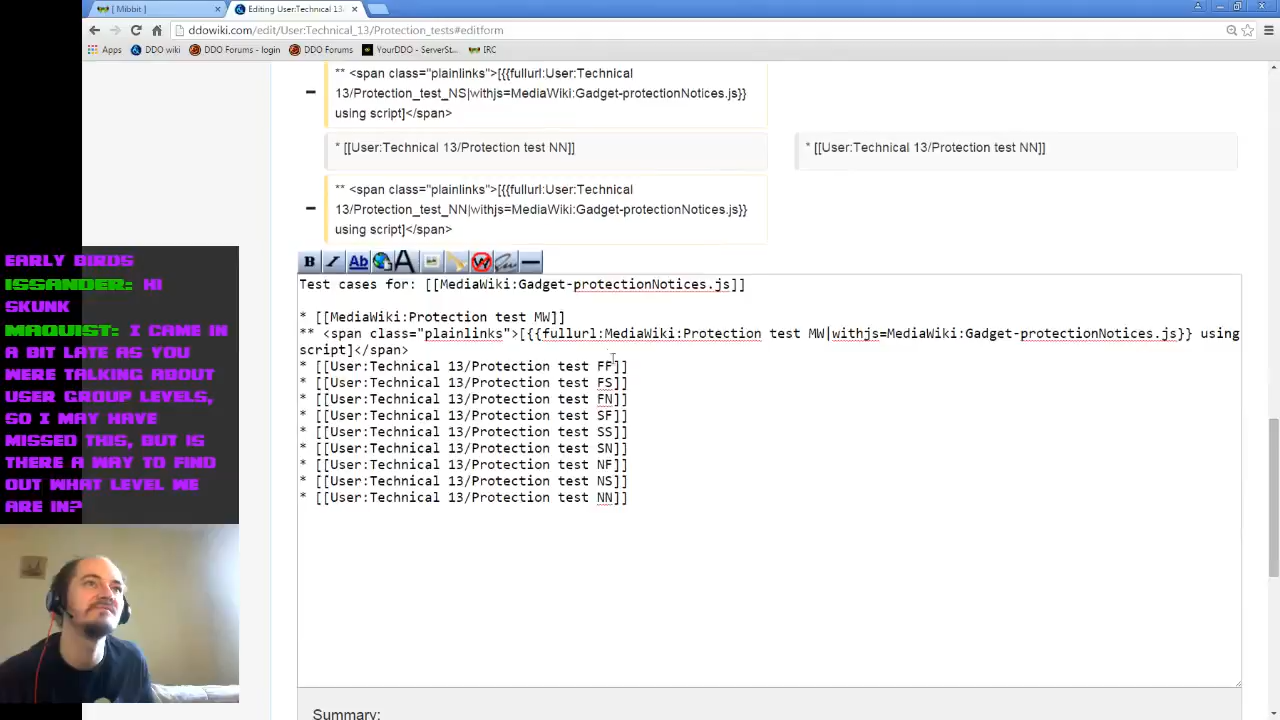 [ Mibbit ]
Editing User:Technical_13/
ddowiki.com/edit/User:Technical_13/Protection_tests#editform
Apps
DDO wiki
DDO Forums - login
DDO Forums
YourDDO - ServerSt...
IRC
** <span class="plainlinks">[{{fullurl:User:Technical
13/Protection_test_NS|withjs=MediaWiki:Gadget-protectionNotices.js}}
using script]</span>
* [[User:Technical 13/Protection test NN]]
* [[User:Technical 13/Protection test NN]]
** <span class="plainlinks">[{{fullurl:User:Technical
13/Protection_test_NN|withjs=MediaWiki:Gadget-protectionNotices.js}}
using script]</span>
B I Ab A W
Test cases for: [[MediaWiki:Gadget-protectionNotices.js]]
* [[MediaWiki:Protection test MW]]
** <span class="plainlinks">[{{fullurl:MediaWiki:Protection test MW|withjs=MediaWiki:Gadget-protectionNotices.js}} using
script]</span>
* [[User:Technical 13/Protection test FF]]
* [[User:Technical 13/Protection test FS]]
* [[User:Technical 13/Protection test FN]]
* [[User:Technical 13/Protection test SF]]
* [[User:Technical 13/Protection test SS]]
* [[User:Technical 13/Protection test SN]]
* [[User:Technical 13/Protection test NF]]
* [[User:Technical 13/Protection test NS]]
* [[User:Technical 13/Protection test NN]]
Summary:
EARLY BIRDS
ISSANDER: HI
SKUNK
MAQUIST: I CAME IN
A BIT LATE AS YOU
WERE TALKING ABOUT
USER GROUP LEVELS,
SO I MAY HAVE
MISSED THIS, BUT IS
THERE A WAY TO FIND
OUT WHAT LEVEL WE
ARE IN?